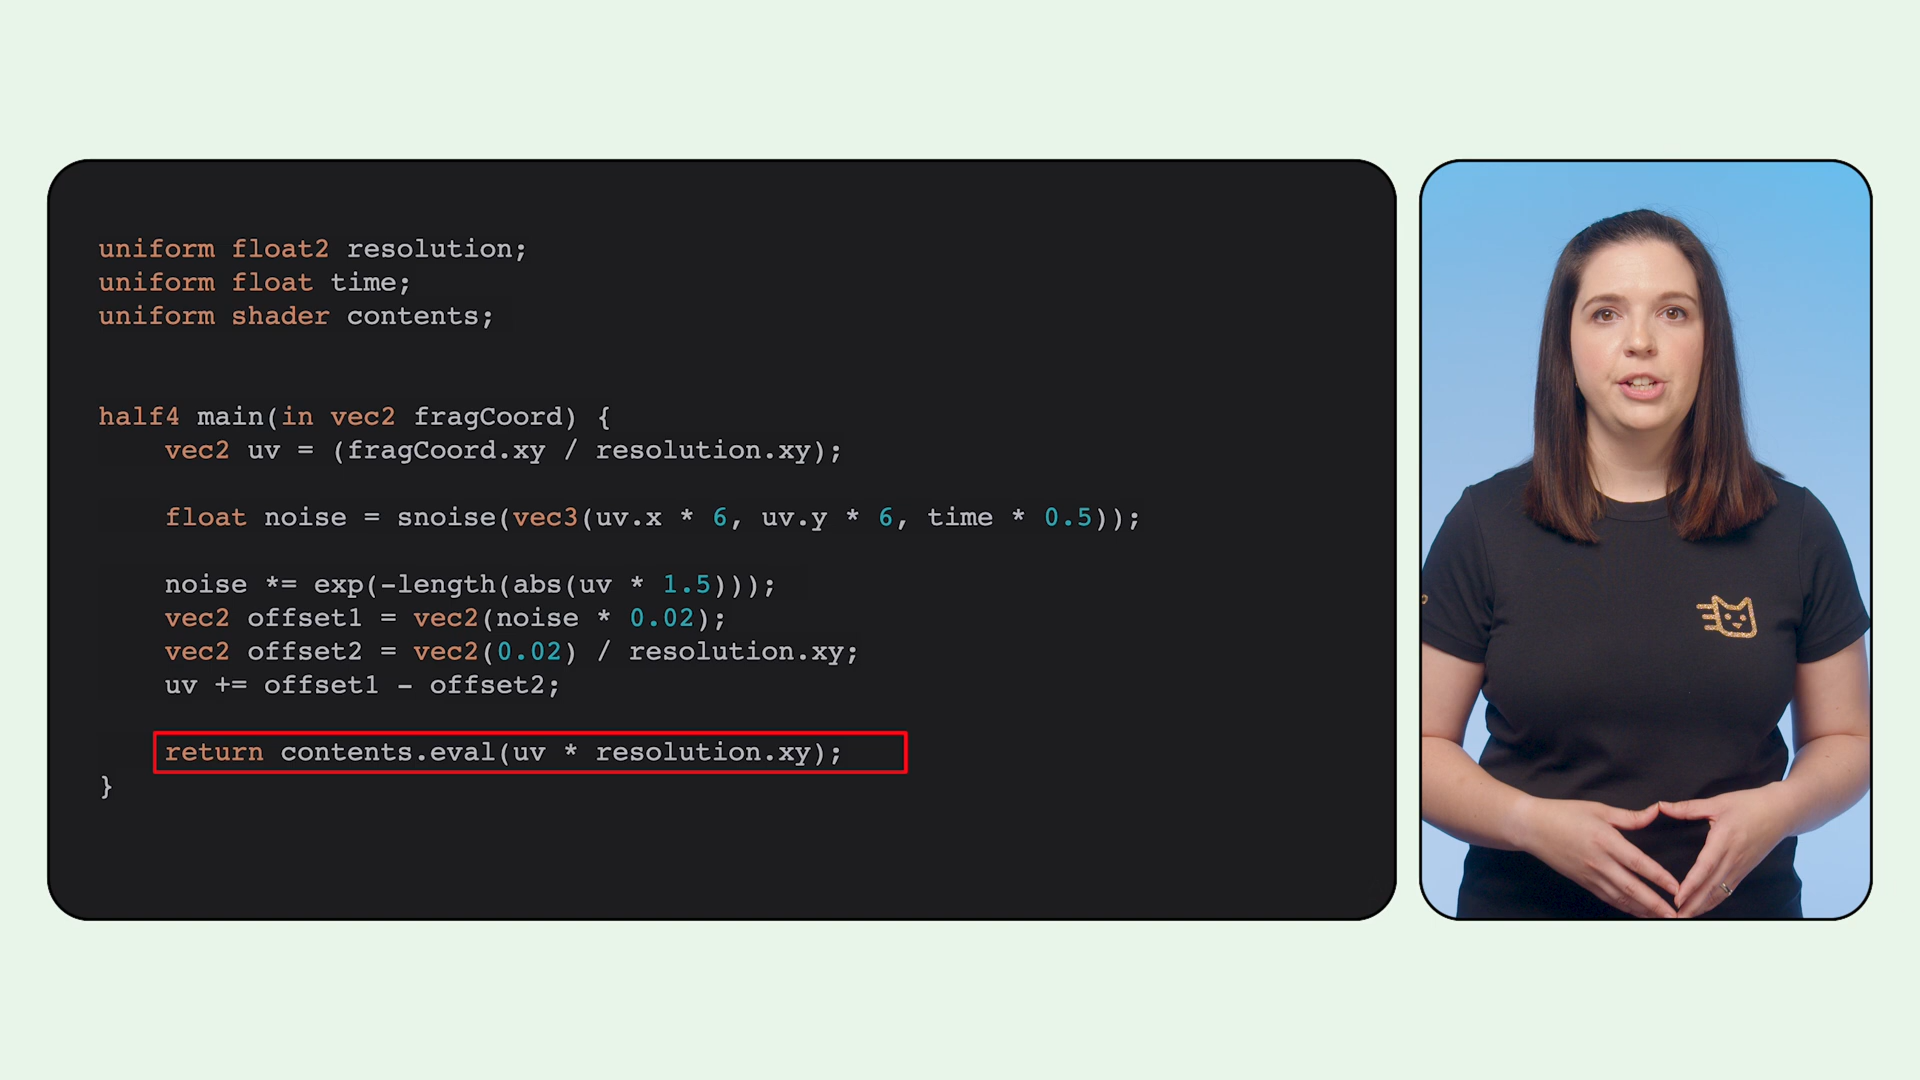 uniform float2 resolution;
uniform float time;
uniform shader contents;
half4 main(in vec2 fragCoord) {
vec2 uv = (fragCoord.xy / resolution.xy);
float noise = snoise(vec3(uv.x * 6, uv.y * 6, time * 0.5));
noise *= exp(-length(abs(uv * 1.5)));
vec2 offset1 = vec2(noise * 0.02);
vec2 offset2 = vec2(0.02) / resolution.xy;
uv += offset1 - offset2;
return contents.eval(uv * resolution.xy);
}